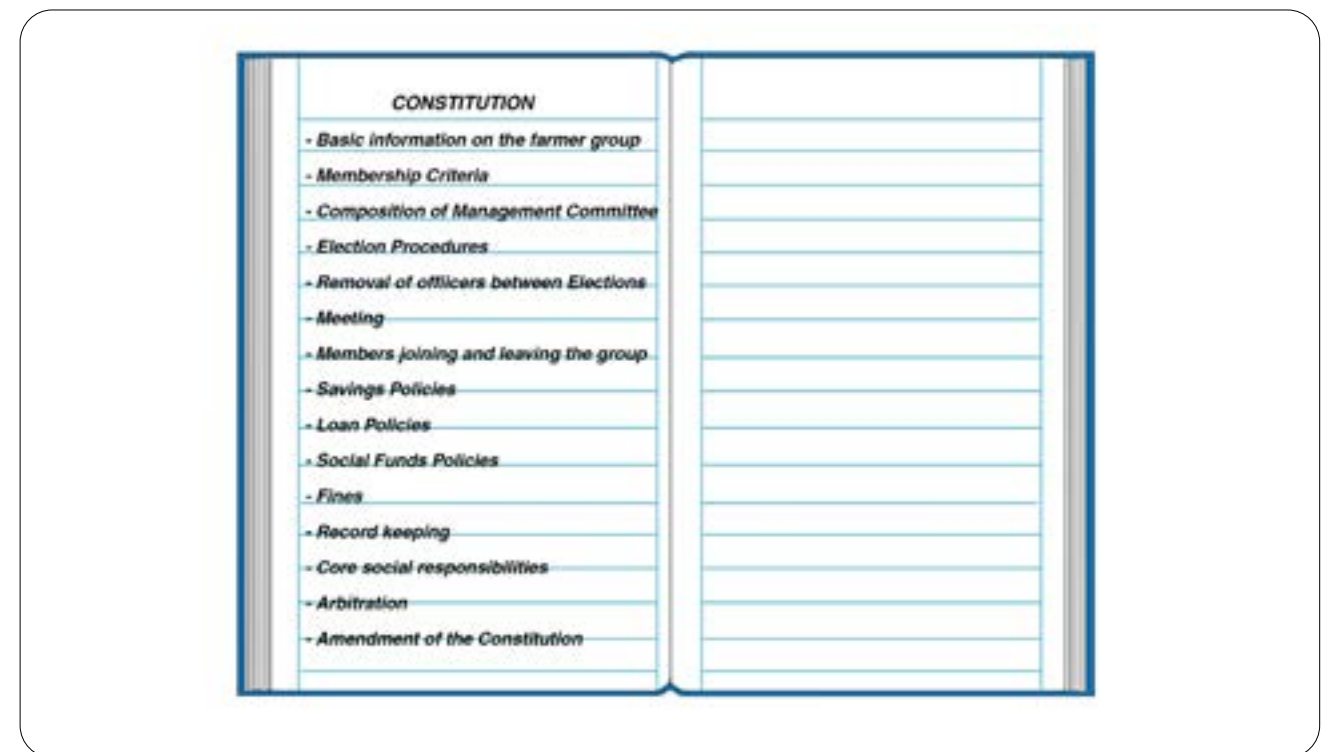 CONSTITUTION
- Basic information on the farmer group
- Membership Criteria
- Composition of Management Committee
- Election Procedures
- Removal of offiicers between Elections
- Meeting
- Members joining and leaving the group
- Savings Policies
- Loan Policies
- Social Funds Policies
- Fines
- Record keeping
- Core social responsibilities
- Arbitration
- Amendment of the Constitution